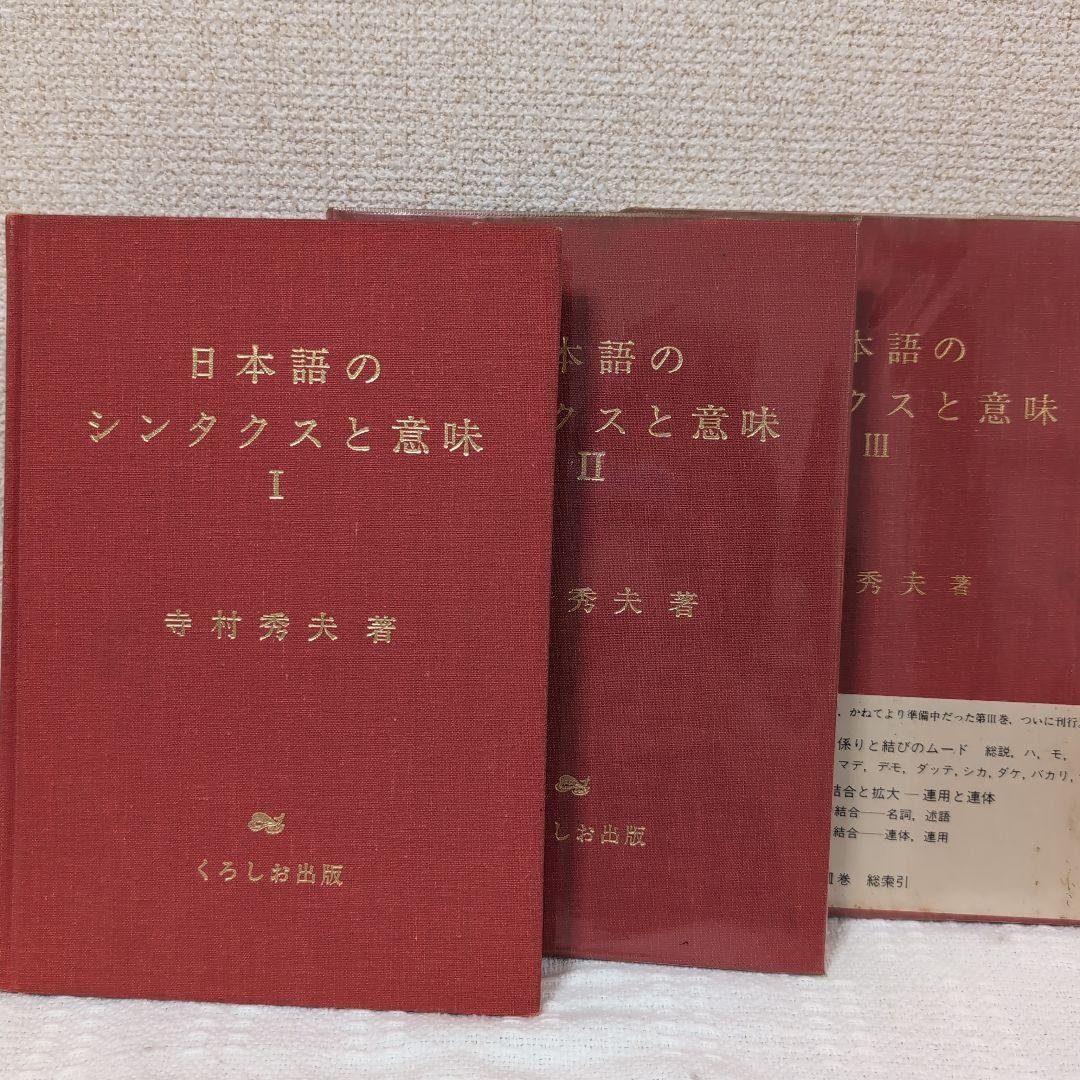 日本語の
シンタクスと意味
I
寺村秀夫 著
くろしお出版
本語の
クスと意味
II
秀夫 著
しお出版
本語の
クスと意味
III
秀夫 著
、かねてより準備中だった第III巻、ついに刊行。
係りと結びのムード 総説, ハ, モ,
マデ, デモ, ダッテ, シカ, ダケ, バカリ,
結合と拡大—連用と連体
結合——名詞, 述語
結合——連体, 連用
巻 総索引